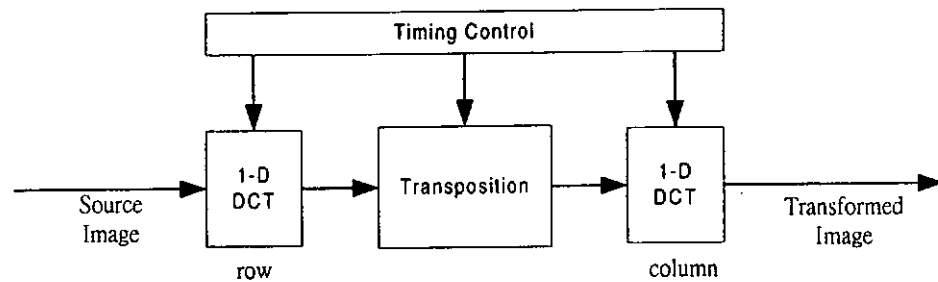 Timing Control
1-D
DCT
Transposition
1-D
DCT
Source
Image
Transformed
Image
row
column